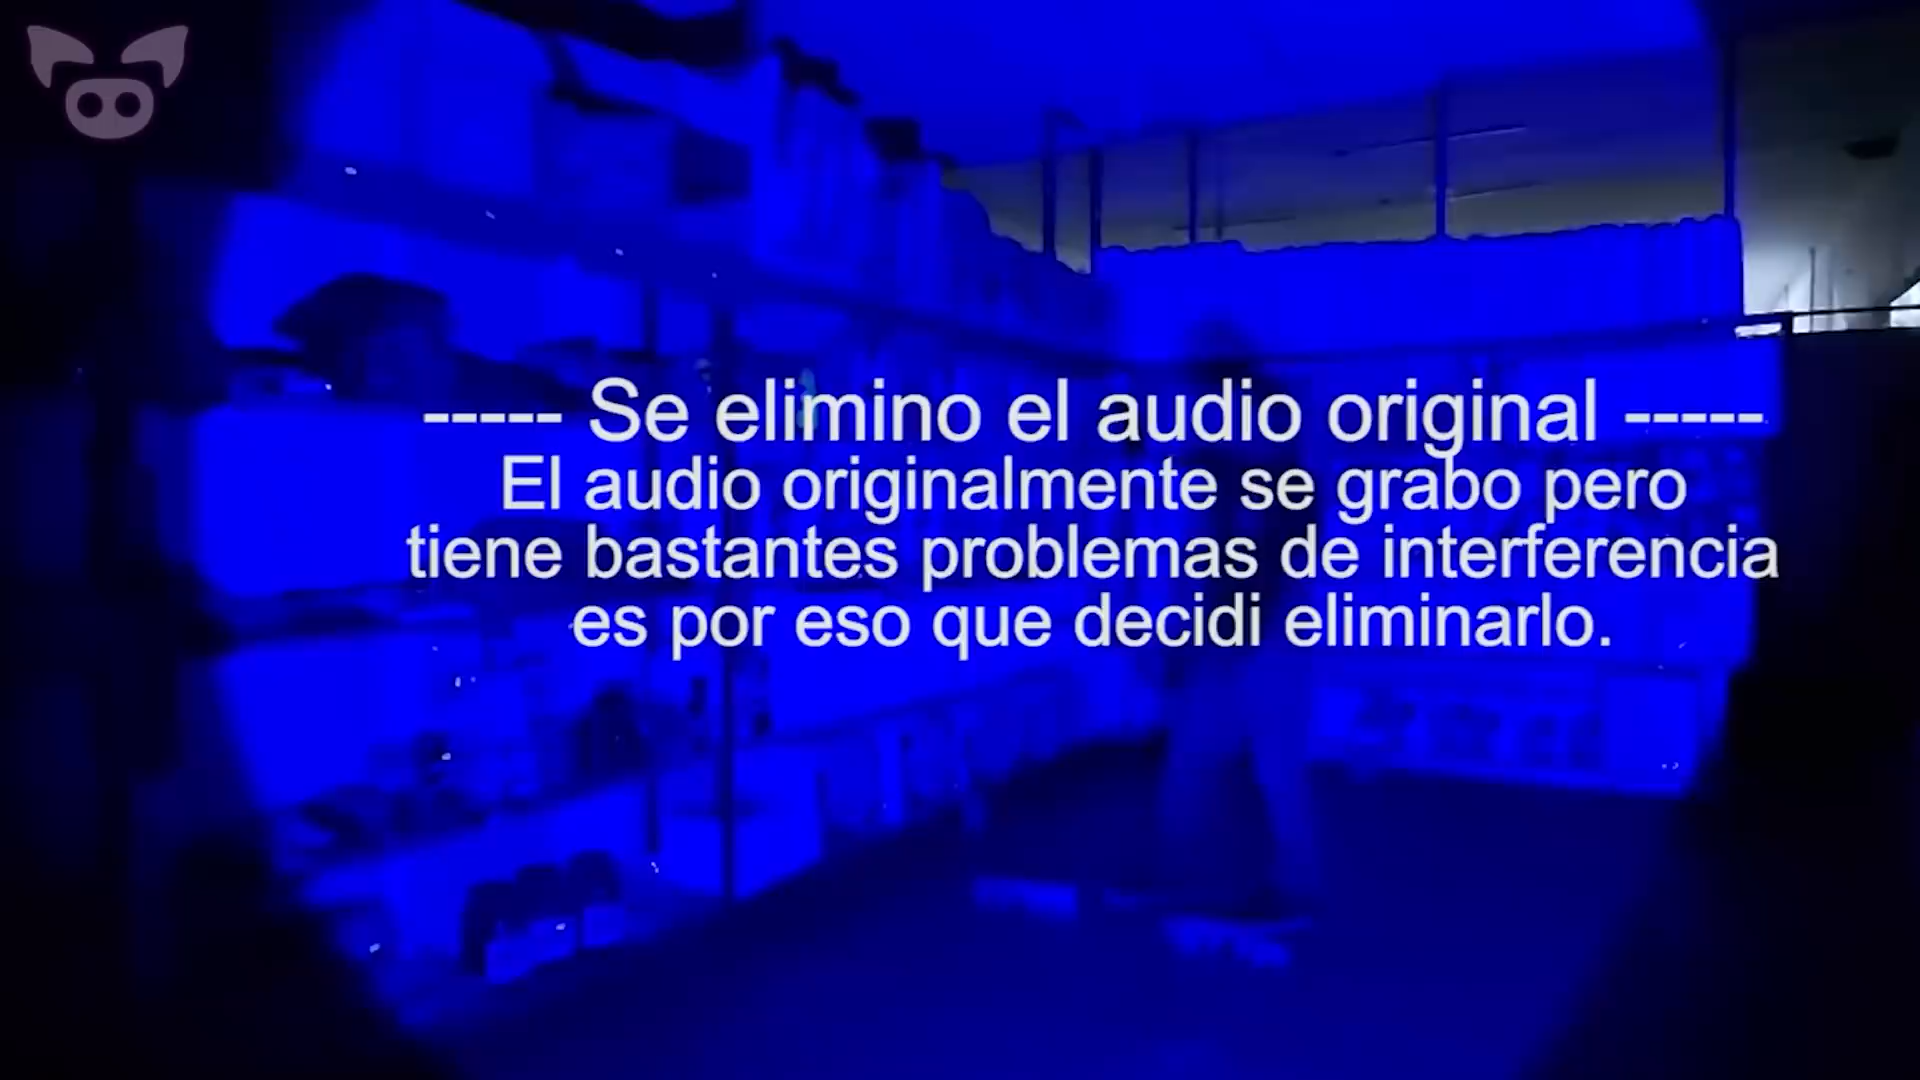 ----- Se elimino el audio original -----
El audio originalmente se grabo pero
tiene bastantes problemas de interferencia
es por eso que decidi eliminarlo.